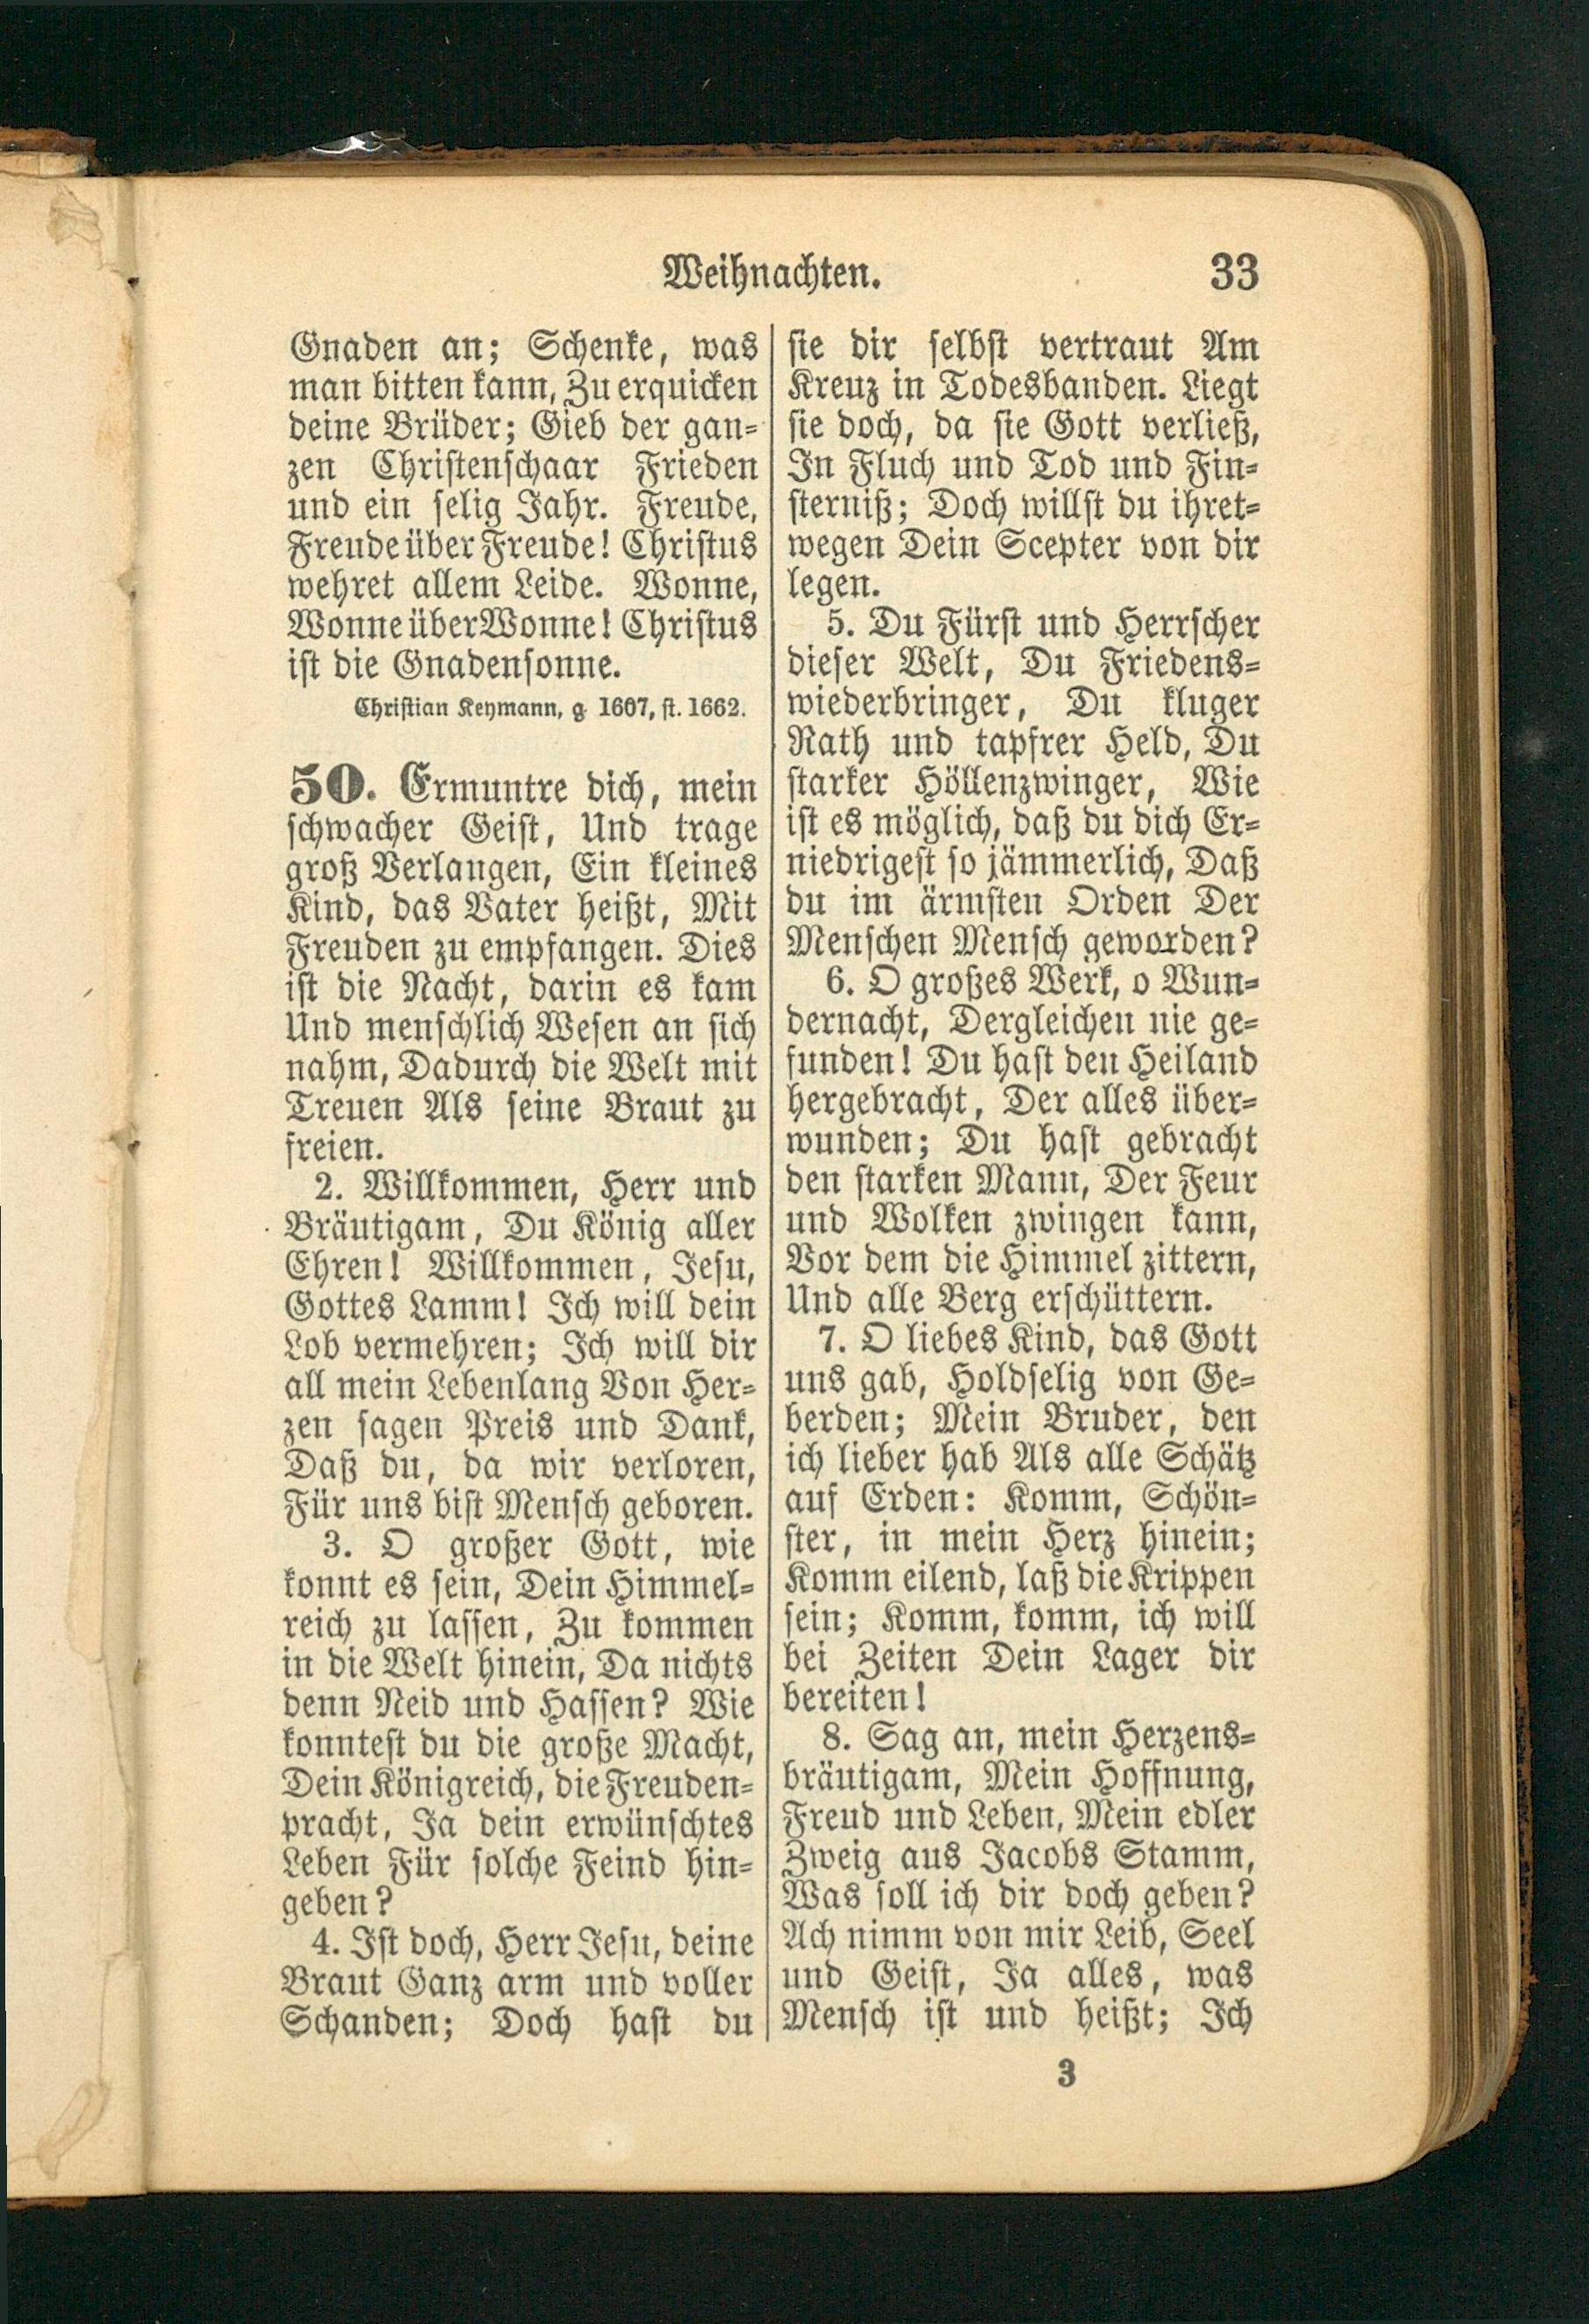 Weihnachten. 33
Gnaden an; Schenke, was
man bitten kann, Zu erquicken
deine Brüder; Gieb der gan-
zen Christenschaar Frieden
und ein selig Jahr. Freude,
Freude über Freude! Christus
wehret allem Leide. Wonne,
Wonne über Wonne! Christus
ist die Gnadensonne.
Christian Keymann, g. 1607, st. 1662.
50. Ermuntre dich, mein
schwacher Geist, Und trage
groß Verlangen, Ein kleines
Kind, das Vater heißt, Mit
Freuden zu empfangen. Dies
ist die Nacht, darin es kam
Und menschlich Wesen an sich
nahm, Dadurch die Welt mit
Treuen Als seine Braut zu
freien.
2. Willkommen, Herr und
Bräutigam, Du König aller
Ehren! Willkommen, Jesu,
Gottes Lamm! Ich will dein
Lob vermehren; Ich will dir
all mein Lebenlang Von Her-
zen sagen Preis und Dank,
Daß du, da wir verloren,
Für uns bist Mensch geboren.
3. O großer Gott, wie
konnt es sein, Dein Himmel-
reich zu lassen, Zu kommen
in die Welt hinein, Da nichts
denn Neid und Hassen? Wie
konntest du die große Macht,
Dein Königreich, die Freuden-
pracht, Ja dein erwünschtes
Leben Für solche Feind hin-
geben?
4. Ist doch, Herr Jesu, deine
Braut Ganz arm und voller
Schanden; Doch hast du
sie dir selbst vertraut Am
Kreuz in Todesbanden. Liegt
sie doch, da sie Gott verließ,
In Fluch und Tod und Fin-
sterniß; Doch willst du ihret-
wegen Dein Scepter von dir
legen.
5. Du Fürst und Herrscher
dieser Welt, Du Friedens-
wiederbringer, Du kluger
Rath und tapfrer Held, Du
starker Höllenzwinger, Wie
ist es möglich, daß du dich Er-
niedrigest so jämmerlich, Daß
du im ärmsten Orden Der
Menschen Mensch geworden?
6. O großes Werk, o Wun-
dernacht, Dergleichen nie ge-
funden! Du hast den Heiland
hergebracht, Der alles über-
wunden; Du hast gebracht
den starken Mann, Der Feur
und Wolken zwingen kann,
Vor dem die Himmel zittern,
Und alle Berg erschüttern.
7. O liebes Kind, das Gott
uns gab, Holdselig von Ge-
berden; Mein Bruder, den
ich lieber hab Als alle Schätz
auf Erden: Komm, Schön-
ster, in mein Herz hinein;
Komm eilend, laß die Krippen
sein; Komm, komm, ich will
bei Zeiten Dein Lager dir
bereiten!
8. Sag an, mein Herzens-
bräutigam, Mein Hoffnung,
Freud und Leben, Mein edler
Zweig aus Jacobs Stamm,
Was soll ich dir doch geben?
Ach nimm von mir Leib, Seel
und Geist, Ja alles, was
Mensch ist und heißt; Ich
3